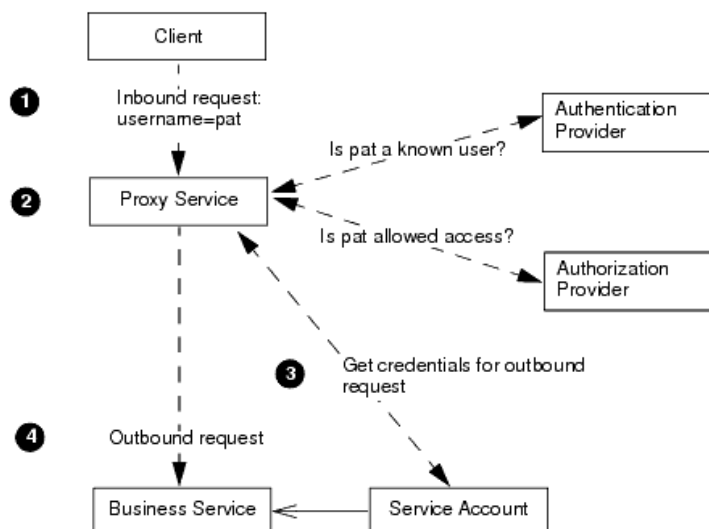 Client
1
Inbound request:
username=pat
Authentication
Provider
Is pat a known user?
2
Proxy Service
Is pat allowed access?
Authorization
Provider
3
Get credentials for outbound
request
4
Outbound request
Business Service
Service Account